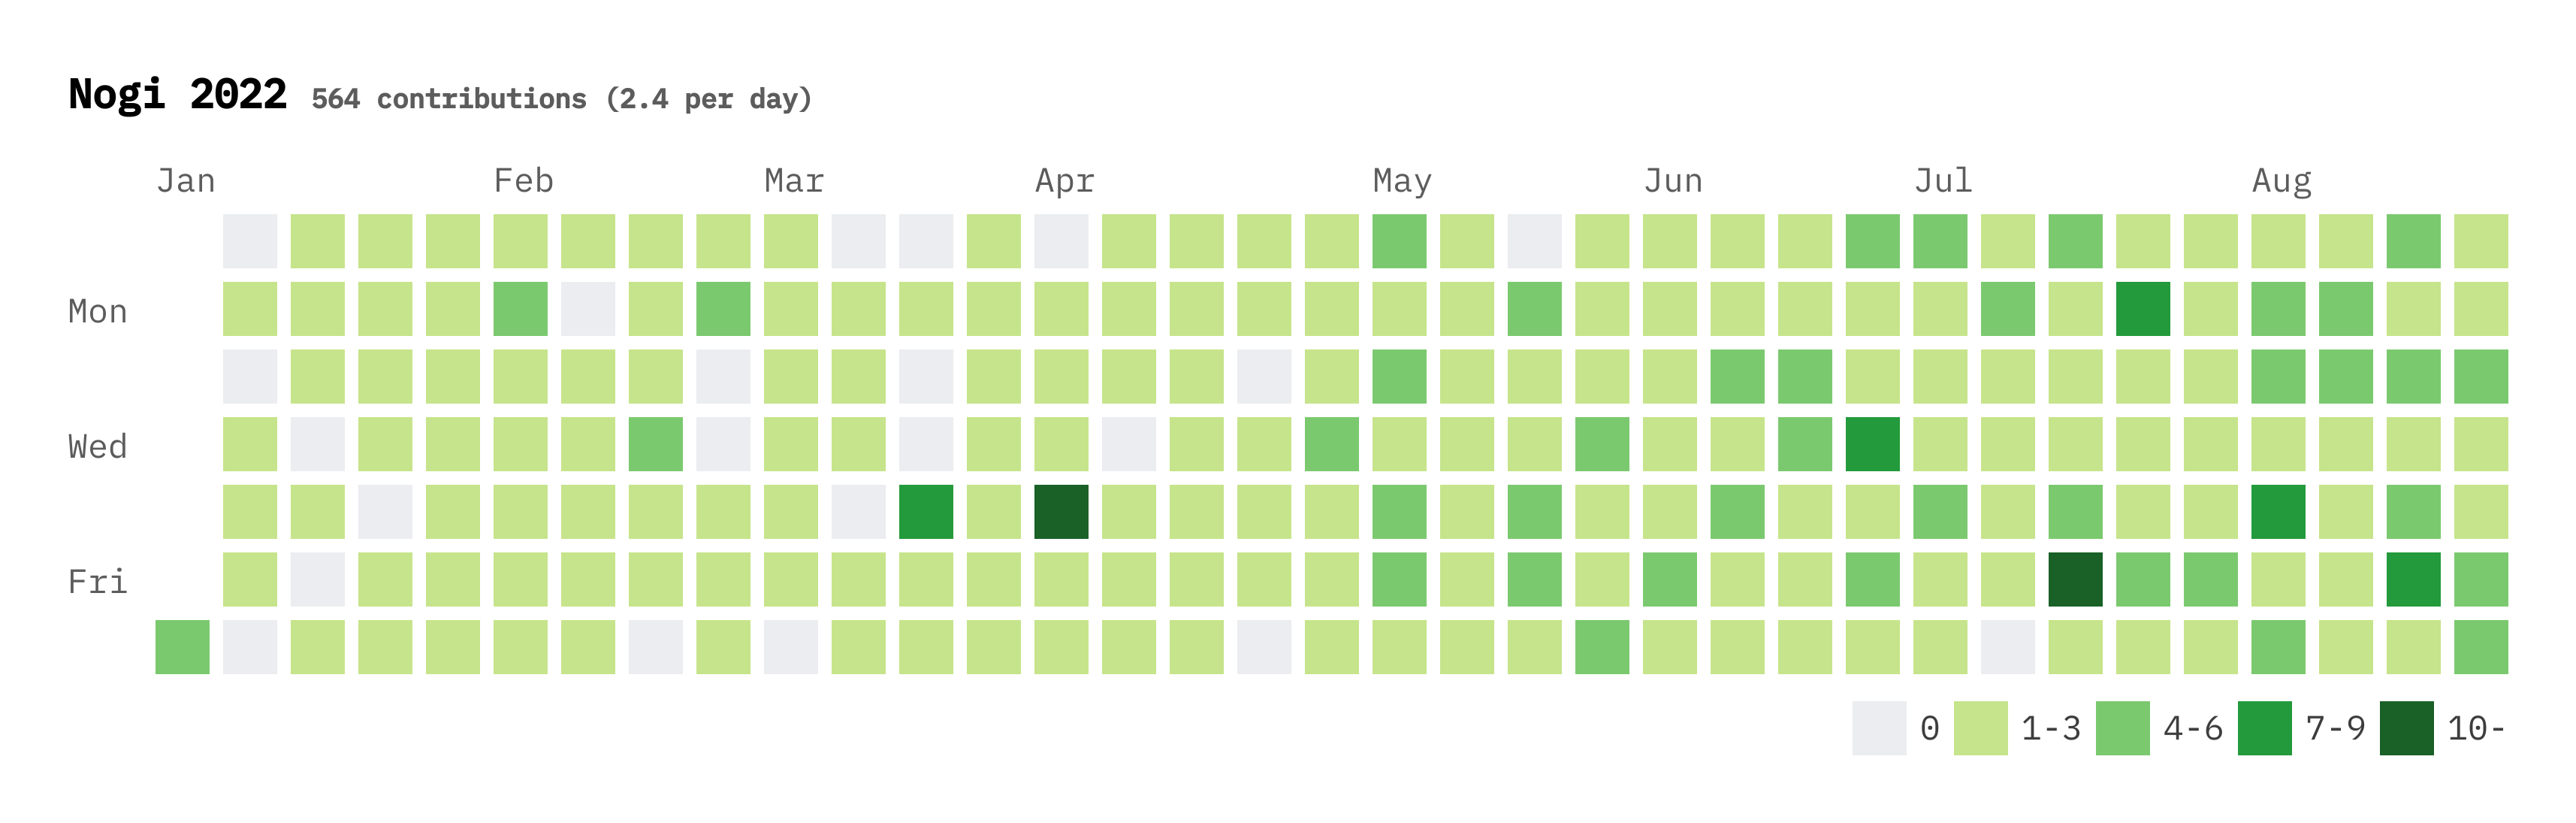 Nogi 2022 564 contributions (2.4 per day)
Jan Feb Mar Apr May Jun Jul Aug
Mon
Wed
Fri
0 1-3 4-6 7-9 10-